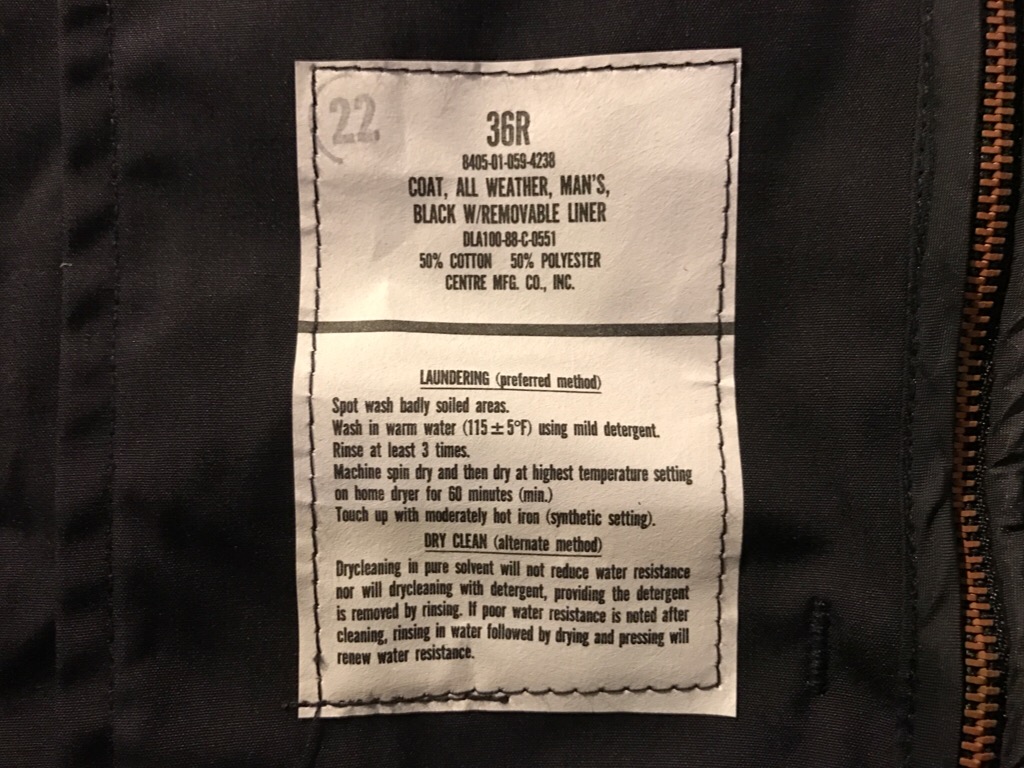 22.
36R
8405-01-059-4238
COAT, ALL WEATHER, MAN'S,
BLACK W/REMOVABLE LINER
DLA100-88-C-0551
50% COTTON 50% POLYESTER
CENTRE MFG. CO., INC.
LAUNDERING (preferred method)
Spot wash badly soiled areas.
Wash in warm water (115 ± 5°F) using mild detergent.
Rinse at least 3 times.
Machine spin dry and then dry at highest temperature setting
on home dryer for 60 minutes (min.)
Touch up with moderately hot iron (synthetic setting).
DRY CLEAN (alternate method)
Drycleaning in pure solvent will not reduce water resistance
nor will drycleaning with detergent, providing the detergent
is removed by rinsing. If poor water resistance is noted after
cleaning, rinsing in water followed by drying and pressing will
renew water resistance.